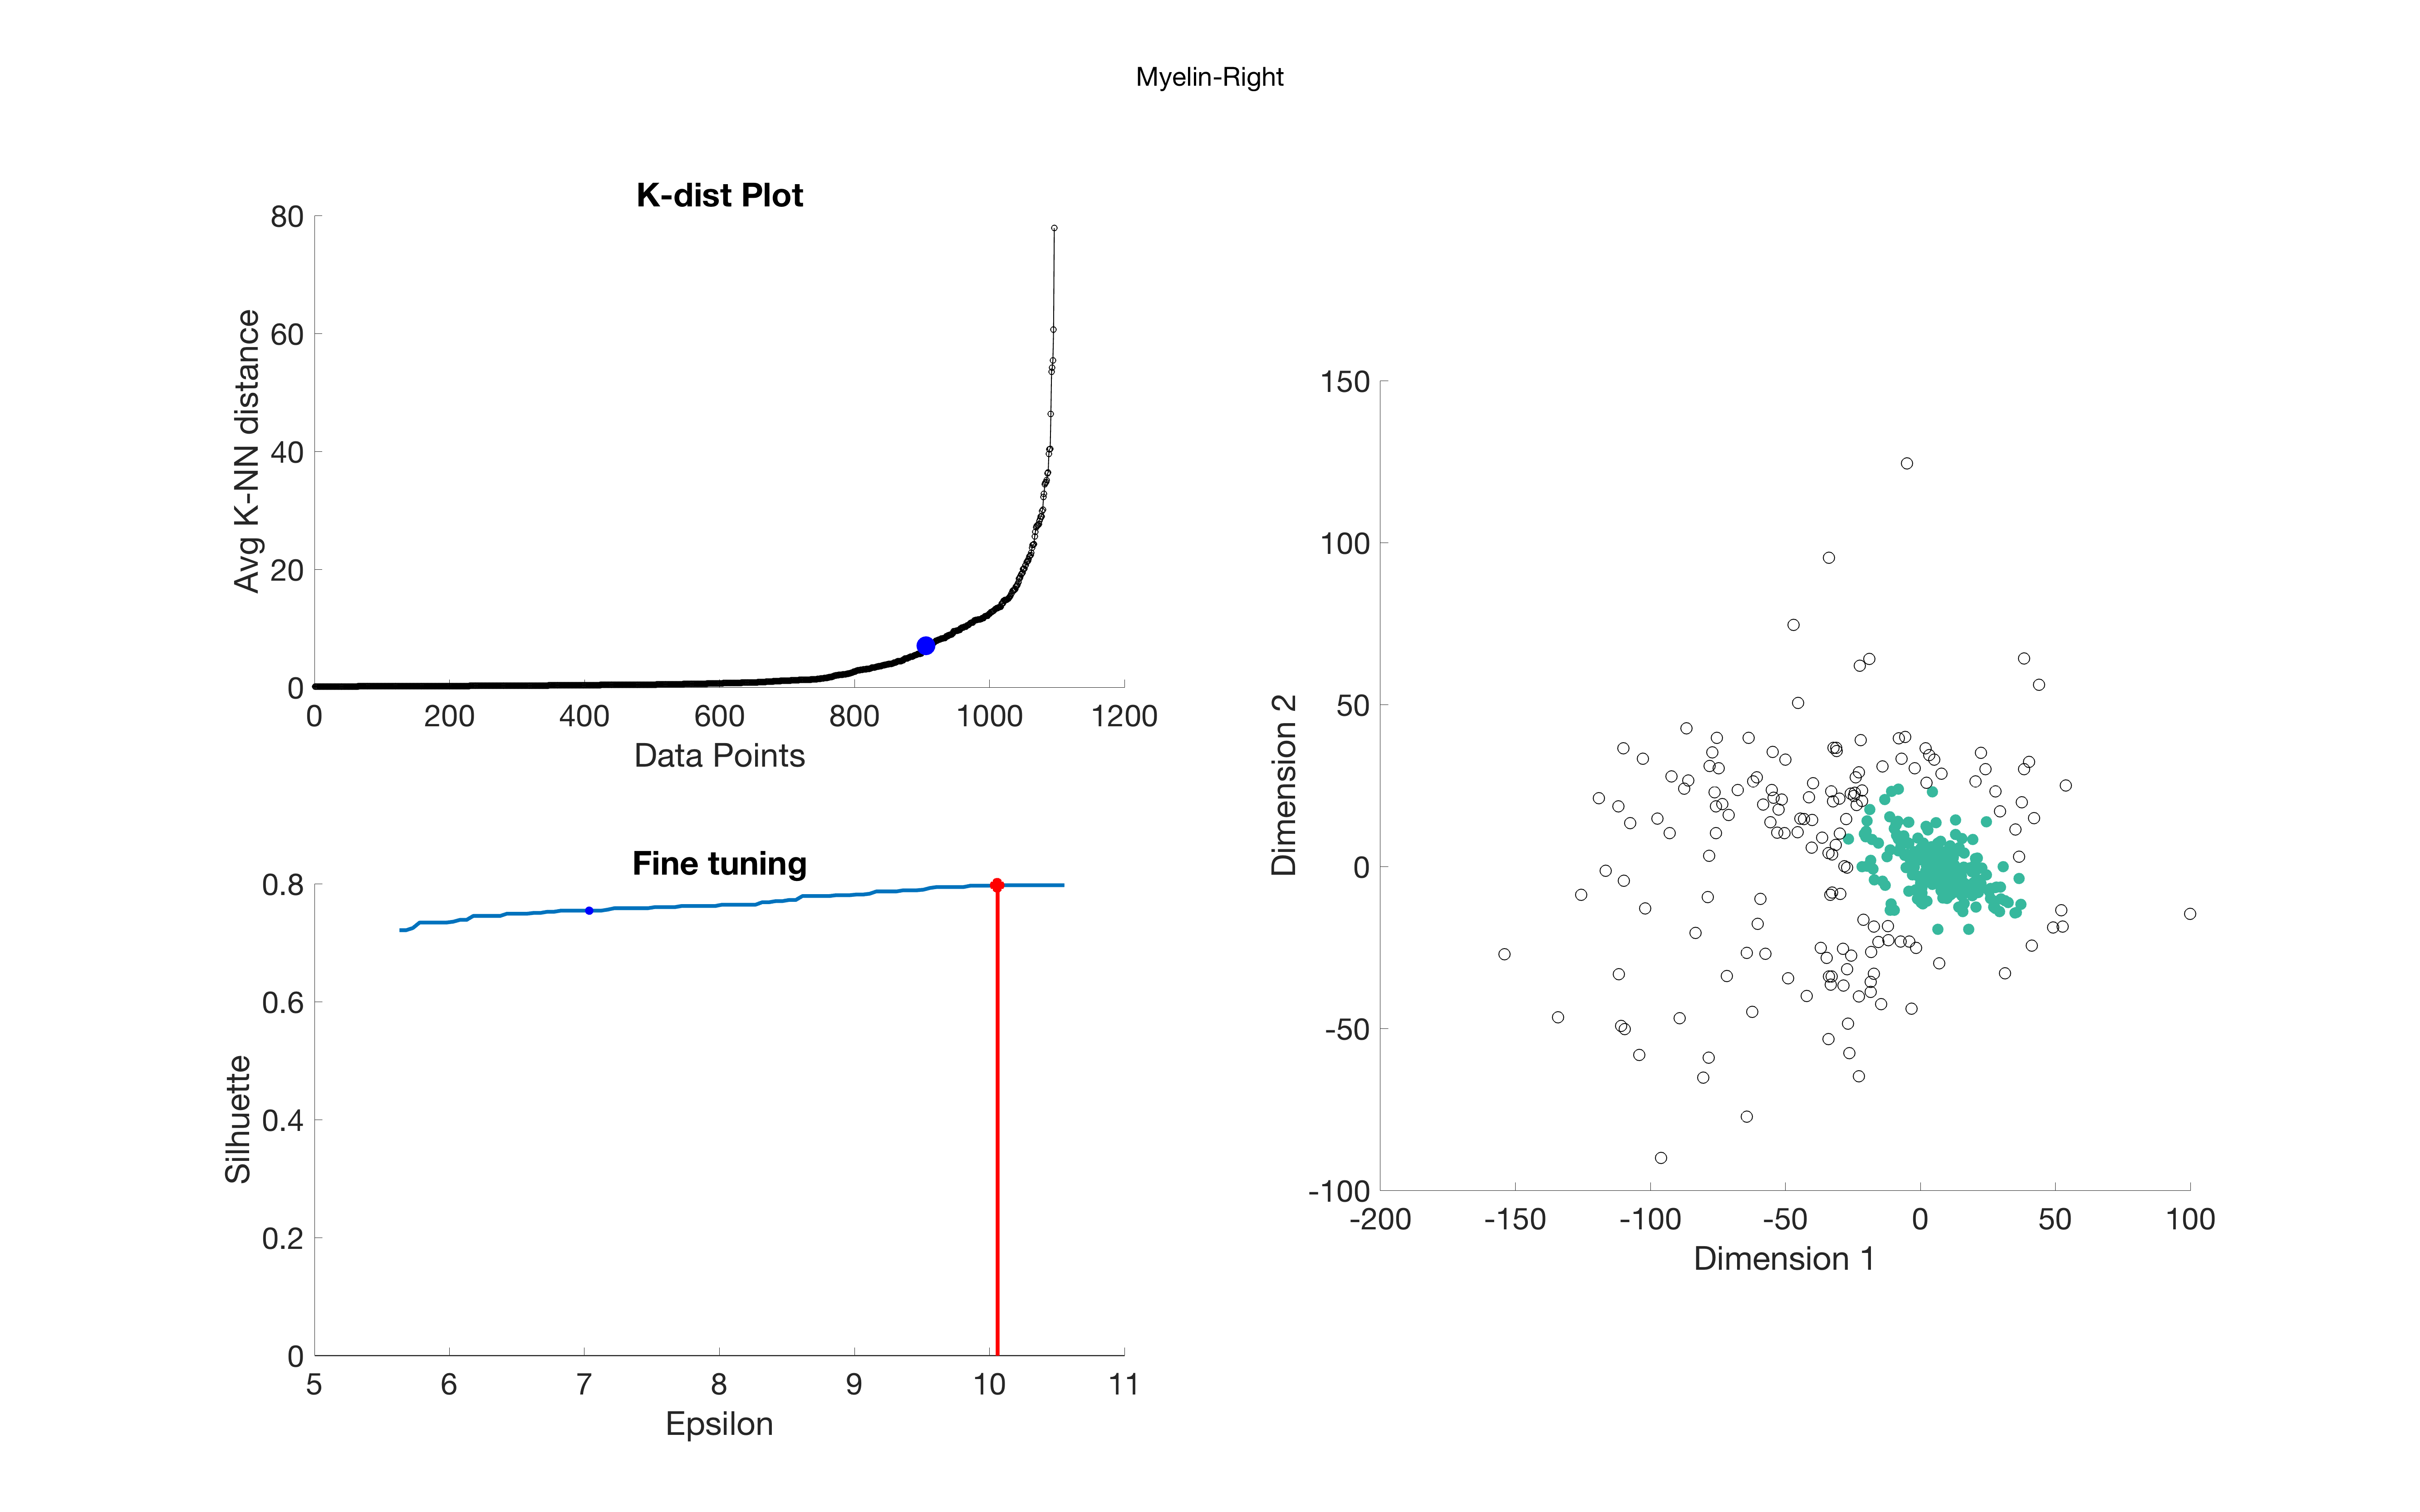 Myelin-Right
K-dist Plot
80
60
40
20
0
Avg K-NN distance
0 200 400 600 800 1000 1200
Data Points
Fine tuning
0.8
0.6
0.4
0.2
0
Silhuette
5 6 7 8 9 10 11
Epsilon
150
100
50
0
-50
-100
Dimension 2
-200 -150 -100 -50 0 50 100
Dimension 1